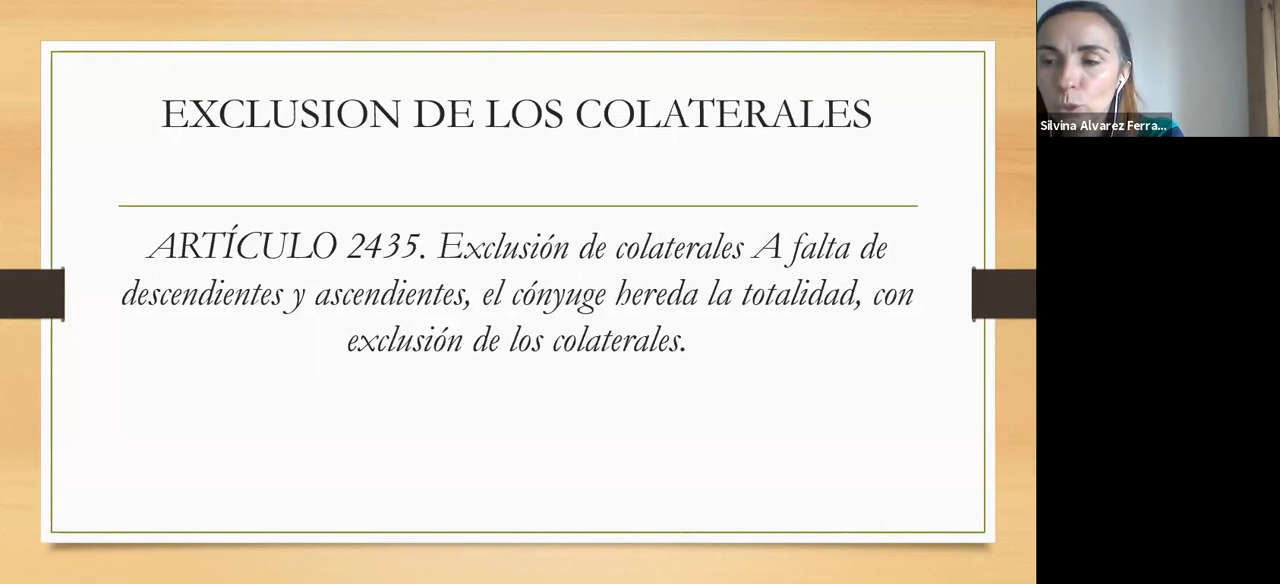 EXCLUSION DE LOS COLATERALES
ARTÍCULO 2435. Exclusión de colaterales A falta de
descendientes y ascendientes, el cónyuge hereda la totalidad, con
exclusión de los colaterales.
Silvina Alvarez Ferra...